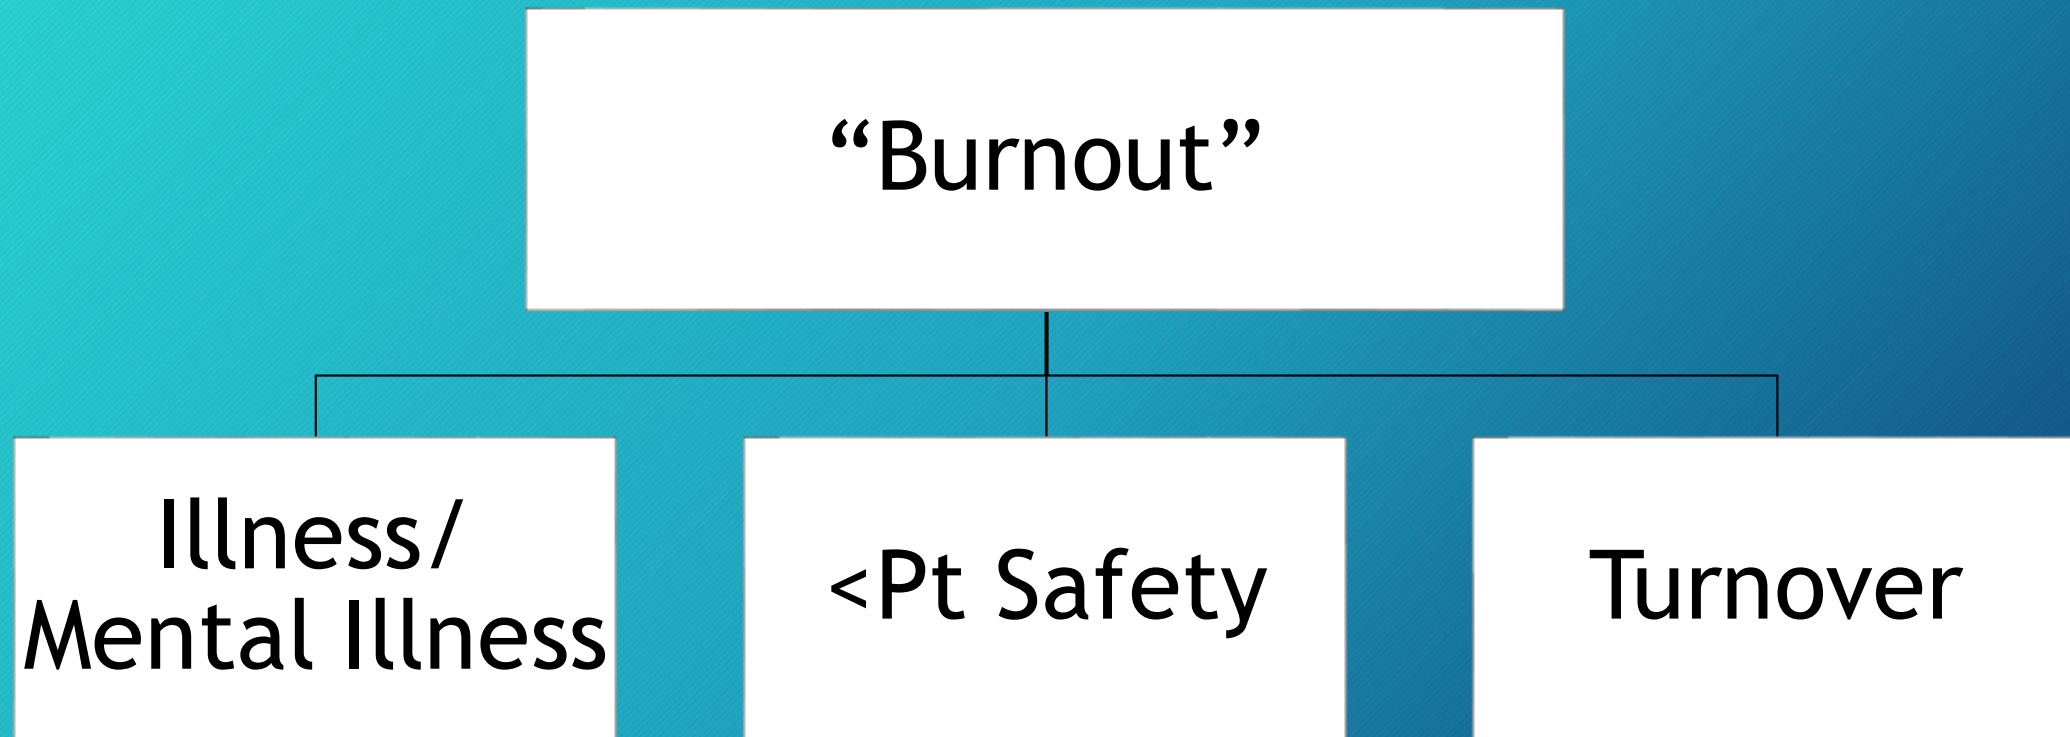 “Burnout”
Illness/
Mental Illness
<Pt Safety
Turnover